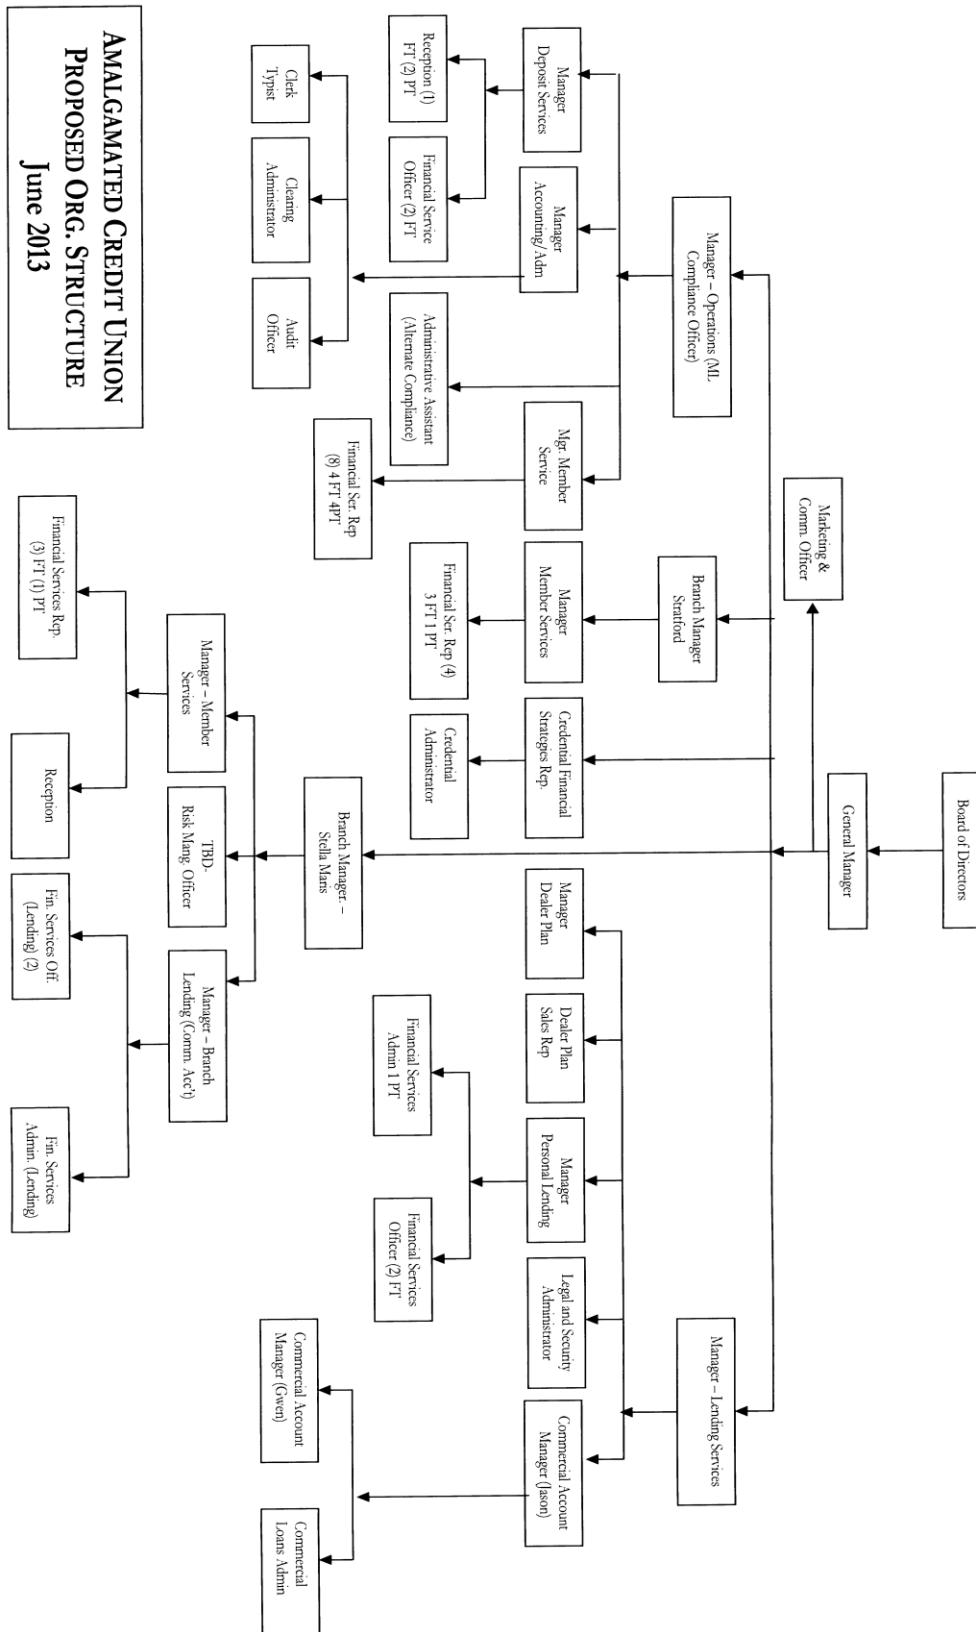 Board of Directors
General Manager
Marketing &
Comm. Officer
Manager – Operations (ML
Compliance Officer)
Branch Manager
Stratford
Manager – Lending Services
Manager
Deposit Services
Manager
Accounting/Adm
Mgr. Member
Service
Manager
Member Services
Credential Financial
Strategies Rep.
Manager
Dealer Plan
Dealer Plan
Sales Rep
Manager
Personal Lending
Legal and Security
Administrator
Commercial Account
Manager (Jason)
Reception (1)
FT (2) PT
Financial Service
Officer (2) FT
Administrative Assistant
(Alternate Compliance)
Financial Ser. Rep (4)
3 FT 1 PT
Credential
Administrator
Financial Services
Admin 1 PT
Financial Services
Officer (2) FT
Financial Ser. Rep
(8) 4 FT 4PT
Branch Manager. –
Stella Maris
Clerk
Typist
Clearing
Administrator
Audit
Officer
Commercial Account
Manager (Gwen)
Commercial
Loans Admin
Manager – Member
Services
TBD-
Risk Mang. Officer
Manager – Branch
Lending (Comm. Acc't)
Financial Services Rep.
(3) FT (1) PT
Reception
Fin. Services Off.
(Lending) (2)
Fin. Services
Admin. (Lending)
AMALGAMATED CREDIT UNION
PROPOSED ORG. STRUCTURE
June 2013